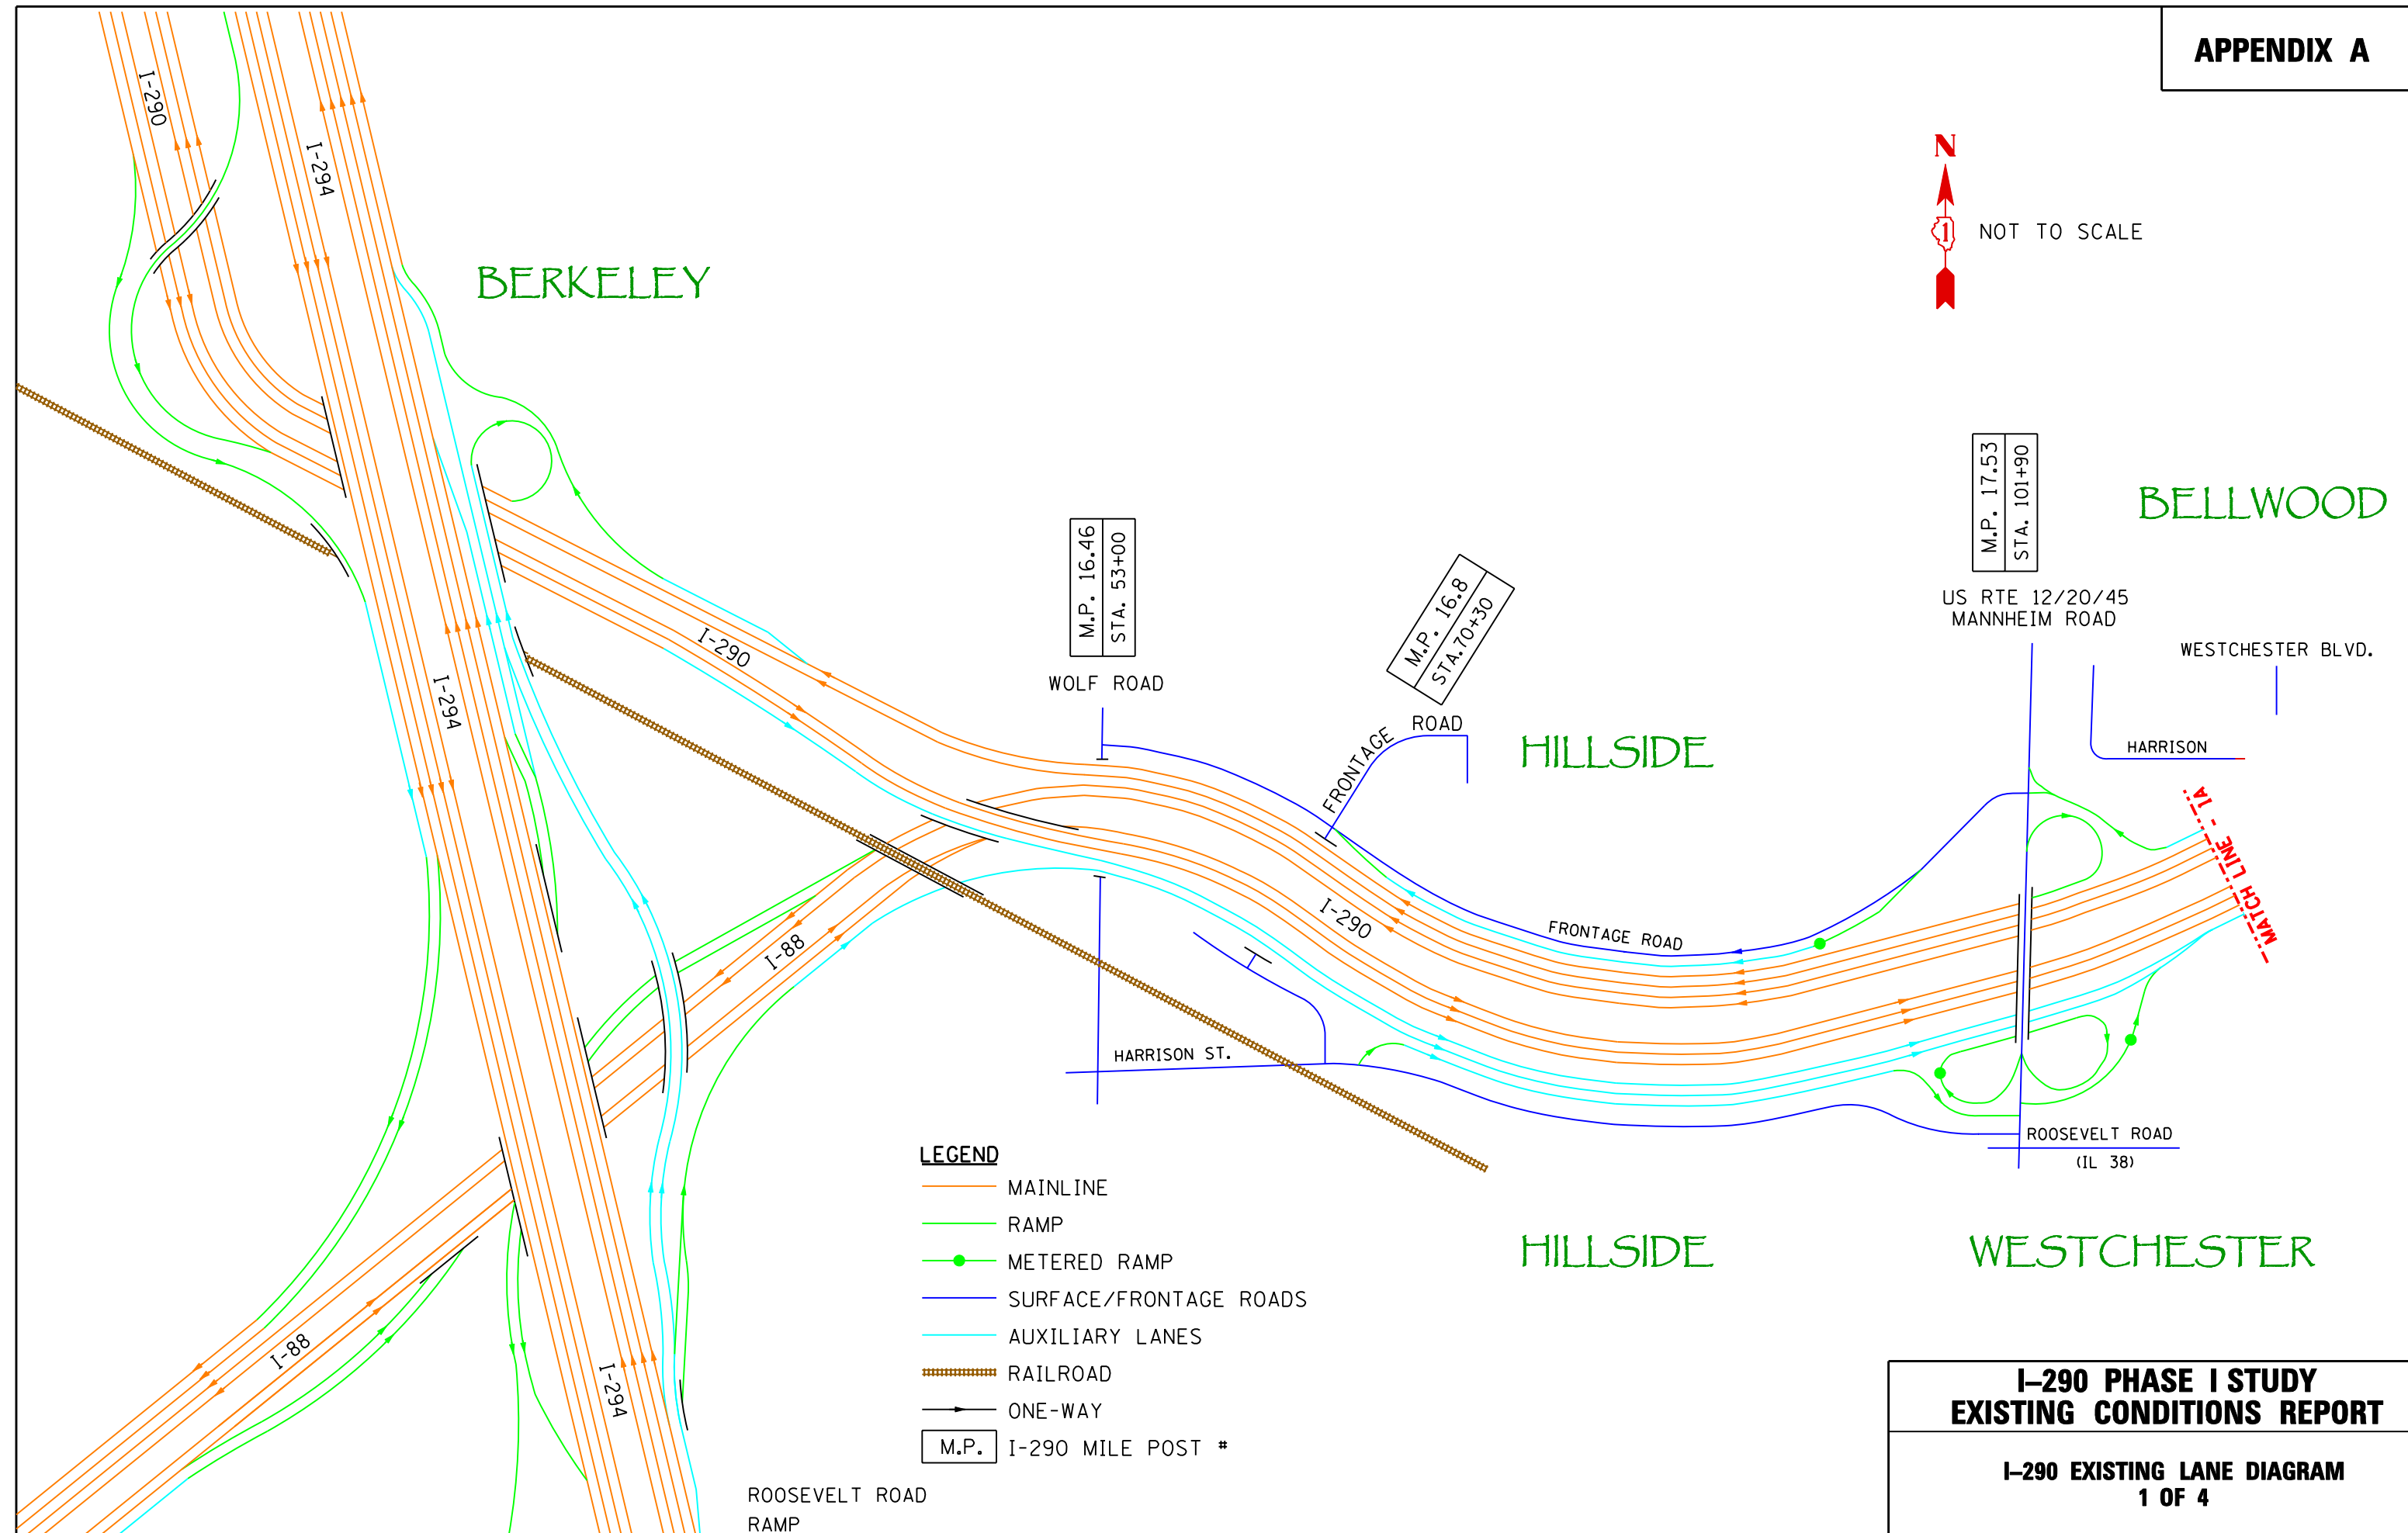 APPENDIX A
I-290
I-294
N
1
NOT TO SCALE
BERKELEY
BELLWOOD
M.P. 16.46
STA. 53+00
WOLF ROAD
M.P. 16.8
STA.70+30
FRONTAGE ROAD
M.P. 17.53
STA. 101+90
US RTE 12/20/45
MANNHEIM ROAD
WESTCHESTER BLVD.
HARRISON
I-290
I-294
HILLSIDE
MATCH LINE - 1A
I-290
FRONTAGE ROAD
I-88
HARRISON ST.
ROOSEVELT ROAD
(IL 38)
HILLSIDE
WESTCHESTER
I-88
I-294
LEGEND
MAINLINE
RAMP
METERED RAMP
SURFACE/FRONTAGE ROADS
AUXILIARY LANES
RAILROAD
ONE-WAY
M.P. I-290 MILE POST #
ROOSEVELT ROAD
RAMP
I-290 PHASE I STUDY
EXISTING CONDITIONS REPORT
I-290 EXISTING LANE DIAGRAM
1 OF 4